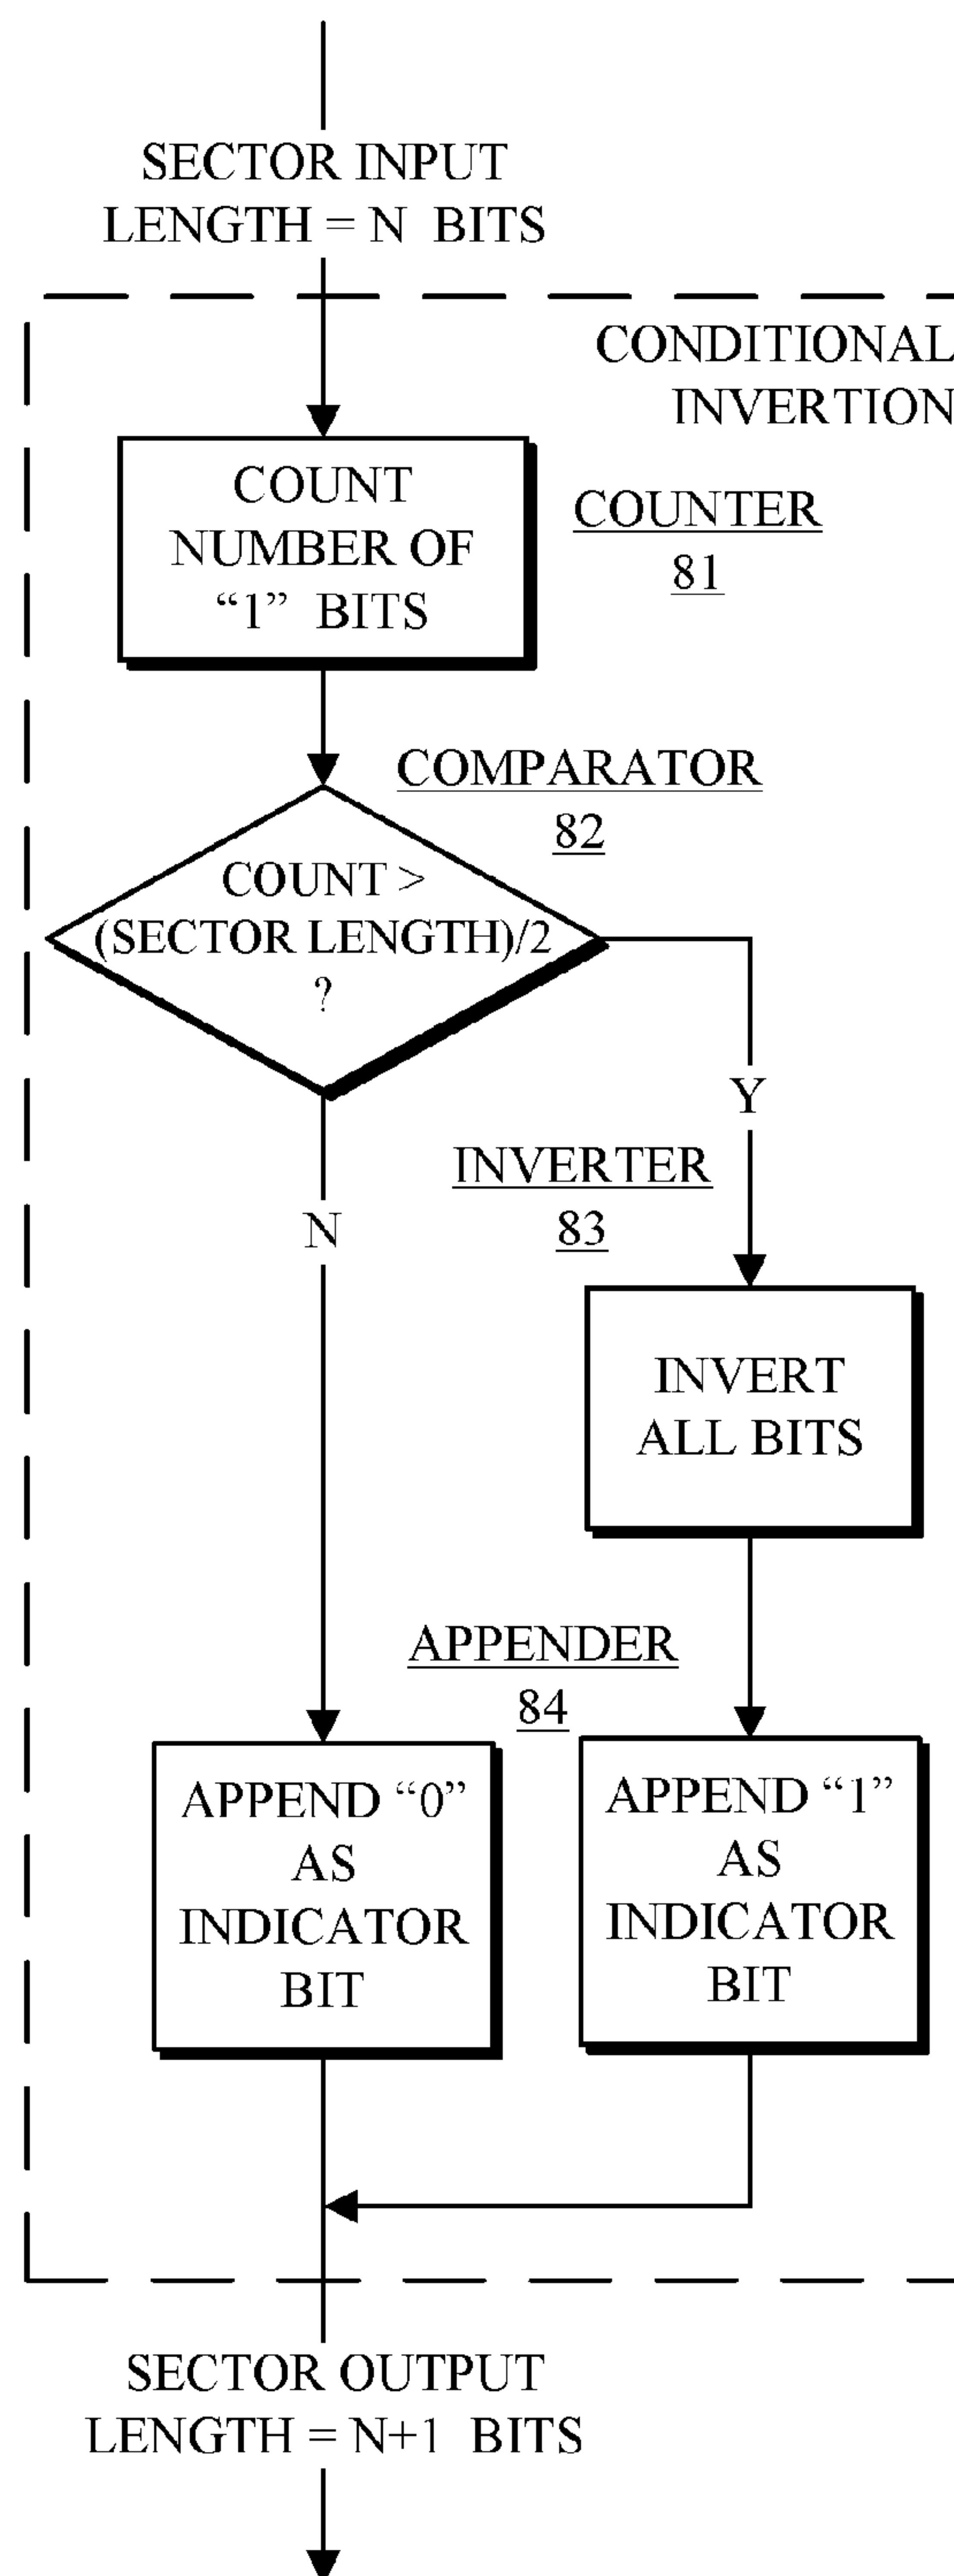 SECTOR INPUT
LENGTH = N BITS
CONDITIONAL
INVERTION
COUNT
NUMBER OF
“1” BITS
COUNTER
81
COMPARATOR
82
COUNT >
(SECTOR LENGTH)/2
?
Y
N
INVERTER
83
INVERT
ALL BITS
APPENDER
84
APPEND “0”
AS
INDICATOR
BIT
APPEND “1”
AS
INDICATOR
BIT
SECTOR OUTPUT
LENGTH = N+1 BITS